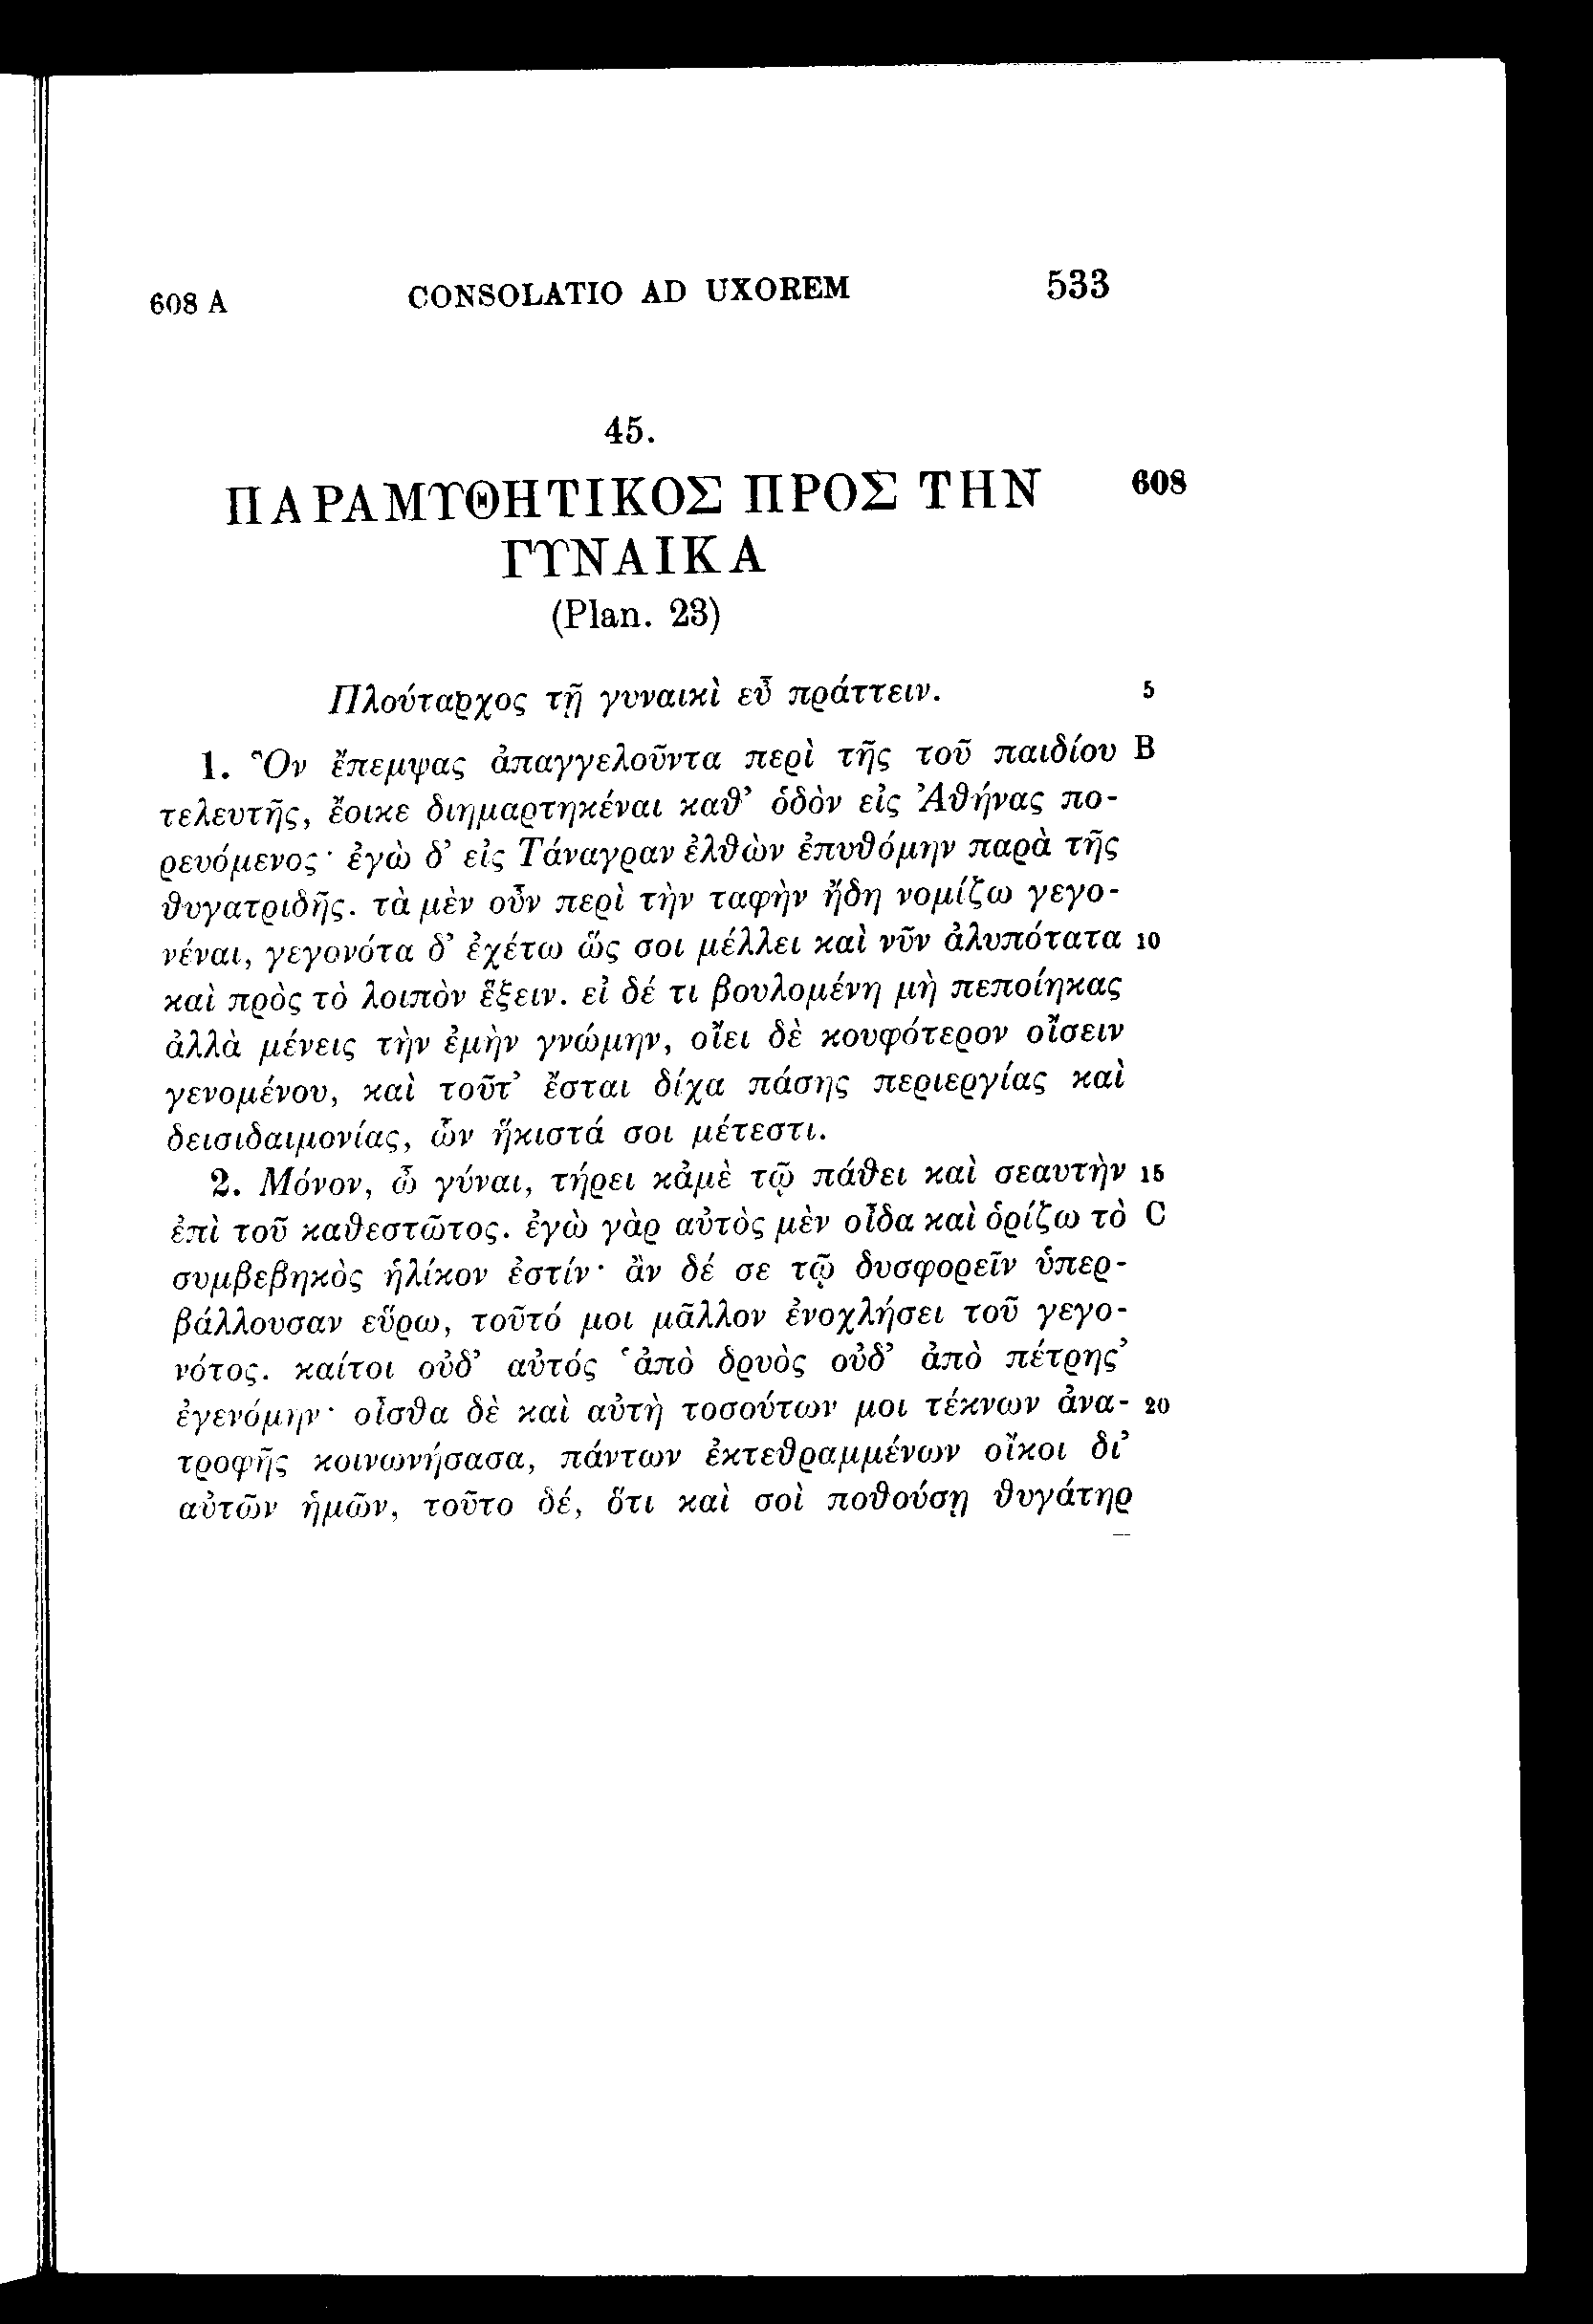 608 A CONSOLATIO AD UXOREM 533
45.
ΠΑΡΑΜΥΘΗΤΙΚΟΣ ΠΡΟΣ ΤΗΝ 608
ΓΥΝΑΙΚΑ
(Plan. 23)
Πλούταρχος τῇ γυναικὶ εὖ πράττειν. 5
1. Ὃν ἔπεμψας ἀπαγγελοῦντα περὶ τῆς τοῦ παιδίου B
τελευτῆς, ἔοικε διημαρτηκέναι καθ’ ὁδὸν εἰς Ἀθήνας πο-
ρευόμενος· ἐγὼ δ’ εἰς Τάναγραν ἐλθὼν ἐπυθόμην παρὰ τῆς
θυγατριδῆς. τὰ μὲν οὖν περὶ τὴν ταφὴν ἤδη νομίζω γεγο-
νέναι, γεγονότα δ’ ἐχέτω ὥς σοι μέλλει καὶ νῦν ἀλυπότατα 10
καὶ πρὸς τὸ λοιπὸν ἕξειν. εἰ δέ τι βουλομένη μὴ πεποίηκας
ἀλλὰ μένεις τὴν ἐμὴν γνώμην, οἴει δὲ κουφότερον οἴσειν
γενομένου, καὶ τοῦτ’ ἔσται δίχα πάσης περιεργίας καὶ
δεισιδαιμονίας, ὧν ἥκιστά σοι μέτεστι.
2. Μόνον, ὦ γύναι, τήρει κἀμὲ τῷ πάθει καὶ σεαυτὴν 15
ἐπὶ τοῦ καθεστῶτος. ἐγὼ γὰρ αὐτὸς μὲν οἶδα καὶ ὁρίζω τὸ C
συμβεβηκὸς ἡλίκον ἐστίν· ἂν δέ σε τῷ δυσφορεῖν ὑπερ-
βάλλουσαν εὕρω, τοῦτό μοι μᾶλλον ἐνοχλήσει τοῦ γεγο-
νότος. καίτοι οὐδ’ αὐτός ‘ἀπὸ δρυὸς οὐδ’ ἀπὸ πέτρης’
ἐγενόμην· οἶσθα δὲ καὶ αὐτὴ τοσούτων μοι τέκνων ἀνα- 20
τροφῆς κοινωνήσασα, πάντων ἐκτεθραμμένων οἴκοι δι’
αὐτῶν ἡμῶν, τοῦτο δέ, ὅτι καὶ σοὶ ποθούσῃ θυγάτηρ